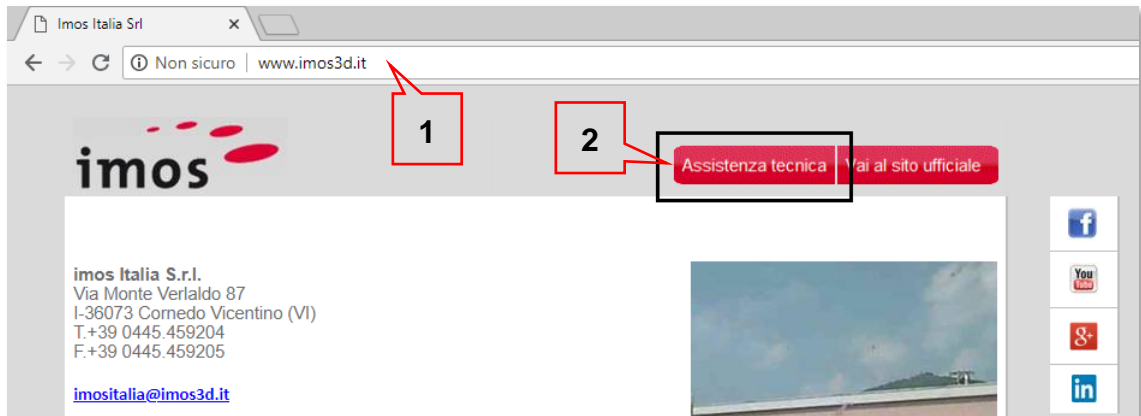 Imos Italia Srl
Non sicuro www.imos3d.it
1
2
imos
Assistenza tecnica
Vai al sito ufficiale
imos Italia S.r.l.
Via Monte Verlaldo 87
I-36073 Cornedo Vicentino (VI)
T.+39 0445.459204
F.+39 0445.459205
imositalia@imos3d.it
f
You
Tube
g+
in